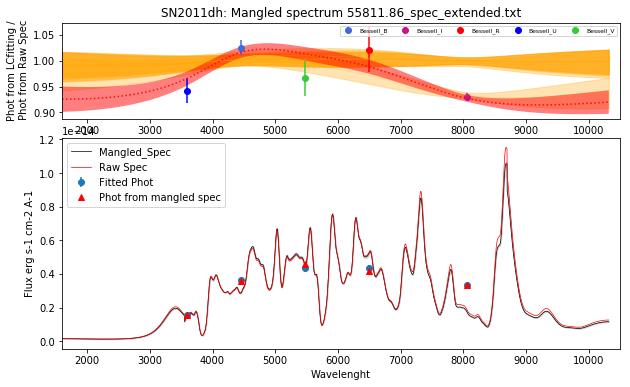 SN2011dh: Mangled spectrum 55811.86_spec_extended.txt
Phot from LCfitting /
Phot from Raw Spec
1.05
1.00
0.95
0.90
Bessell_B
Bessell_I
Bessell_R
Bessell_U
Bessell_V
2000 3000 4000 5000 6000 7000 8000 9000 10000
1e−14
Flux erg s-1 cm-2 A-1
1.2
1.0
0.8
0.6
0.4
0.2
0.0
Mangled_Spec
Raw Spec
Fitted Phot
Phot from mangled spec
2000 3000 4000 5000 6000 7000 8000 9000 10000
Wavelenght